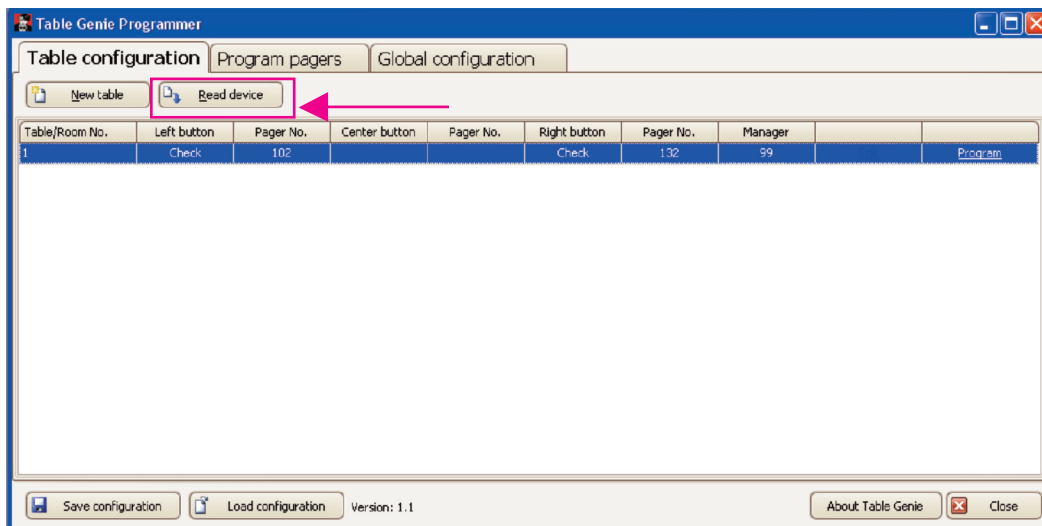 Table Genie Programmer
Table configuration Program pagers Global configuration
New table Read device
Table/Room No. Left button Pager No. Center button Pager No. Right button Pager No. Manager
1 Check 102 Check 132 99 Program
Save configuration Load configuration Version: 1.1 About Table Genie Close